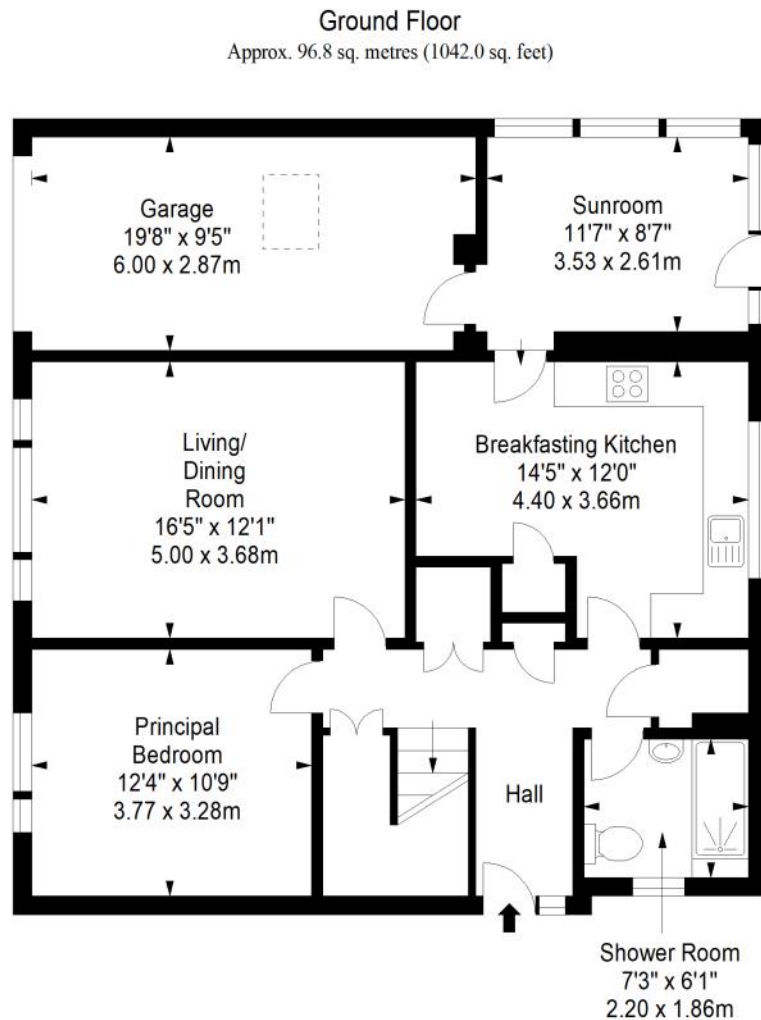 Ground Floor
Approx. 96.8 sq. metres (1042.0 sq. feet)
Garage
19'8" x 9'5"
6.00 x 2.87m
Sunroom
11'7" x 8'7"
3.53 x 2.61m
Living/
Dining
Room
16'5" x 12'1"
5.00 x 3.68m
Breakfasting Kitchen
14'5" x 12'0"
4.40 x 3.66m
Principal
Bedroom
12'4" x 10'9"
3.77 x 3.28m
Hall
Shower Room
7'3" x 6'1"
2.20 x 1.86m